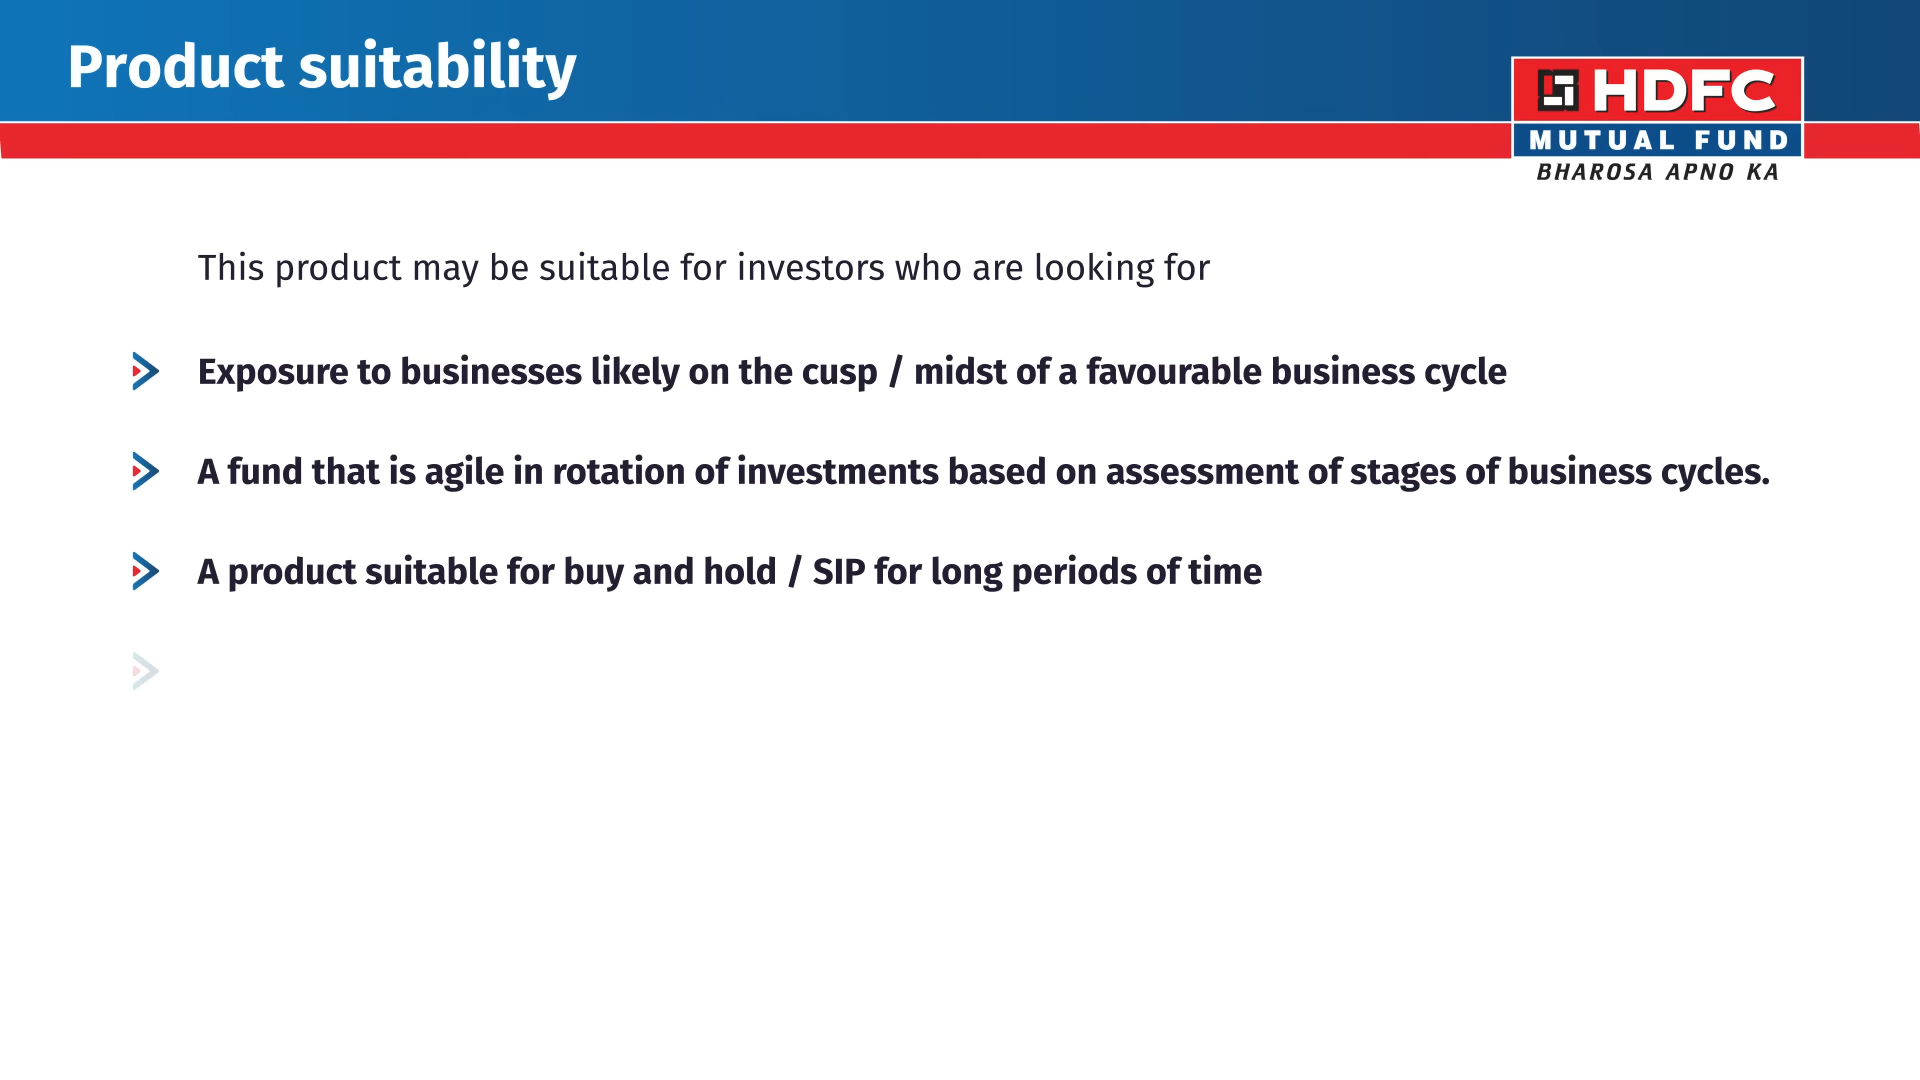 Product suitability
HDFC
MUTUAL FUND
BHAROSA APNO KA
This product may be suitable for investors who are looking for
Exposure to businesses likely on the cusp / midst of a favourable business cycle
A fund that is agile in rotation of investments based on assessment of stages of business cycles.
A product suitable for buy and hold / SIP for long periods of time